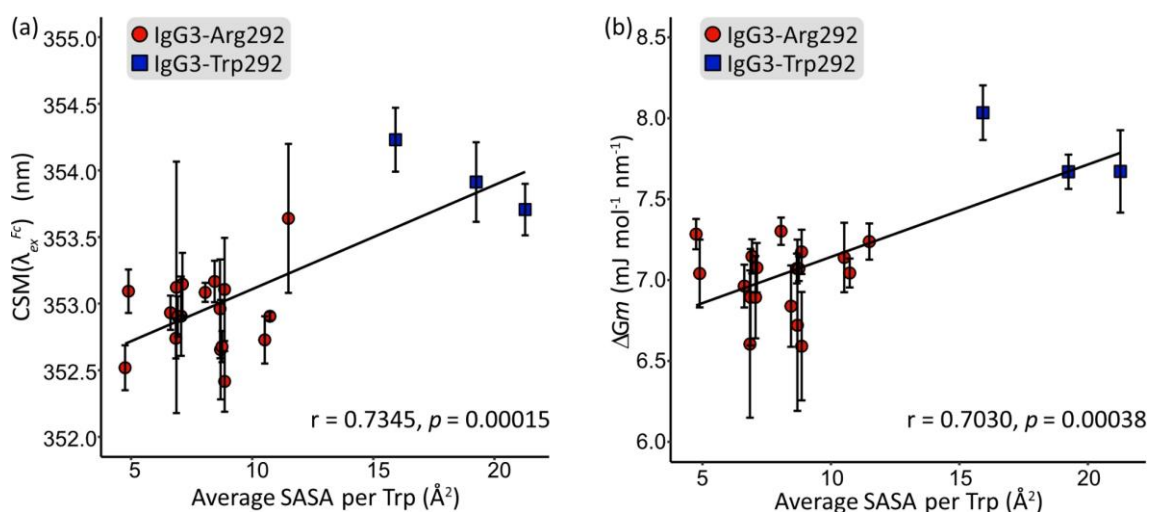 (a)
IgG3-Arg292
IgG3-Trp292
355.0
354.5
354.0
353.5
353.0
352.5
352.0
CSM(λₑₓᶠᶜ) (nm)
r = 0.7345, p = 0.00015
5
10
15
20
Average SASA per Trp (Å²)
(b)
IgG3-Arg292
IgG3-Trp292
8.5
8.0
7.5
7.0
6.5
6.0
ΔGm (mJ mol⁻¹ nm⁻¹)
r = 0.7030, p = 0.00038
5
10
15
20
Average SASA per Trp (Å²)